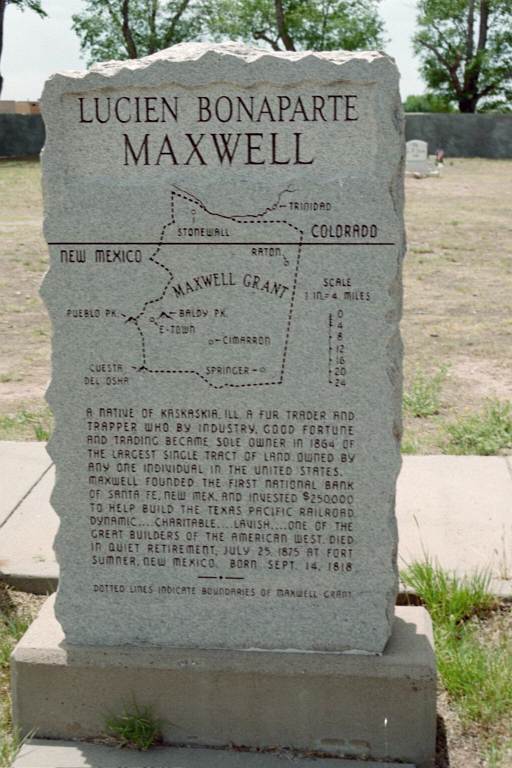 LUCIEN BONAPARTE
MAXWELL
TRINIDAD
STONEWALL
COLORADO
NEW MEXICO
RATON
MAXWELL GRANT
SCALE
1 IN.= 4 MILES
PUEBLO PK.
BALDY PK.
E-TOWN
CIMARRON
CUESTA
DEL OSHA
SPRINGER
0
4
8
12
16
20
24
A NATIVE OF KASKASKIA, ILL. A FUR TRADER AND
TRAPPER WHO BY INDUSTRY, GOOD FORTUNE
AND TRADING BECAME SOLE OWNER IN 1864 OF
THE LARGEST SINGLE TRACT OF LAND OWNED BY
ANY ONE INDIVIDUAL IN THE UNITED STATES.
MAXWELL FOUNDED THE FIRST NATIONAL BANK
OF SANTA FE, NEW MEX. AND INVESTED $250,000
TO HELP BUILD THE TEXAS PACIFIC RAILROAD.
DYNAMIC....CHARITABLE....LAVISH....ONE OF THE
GREAT BUILDERS OF THE AMERICAN WEST. DIED
IN QUIET RETIREMENT, JULY 25, 1875 AT FORT
SUMNER, NEW MEXICO. BORN SEPT. 14, 1818
DOTTED LINES INDICATE BOUNDARIES OF MAXWELL GRANT